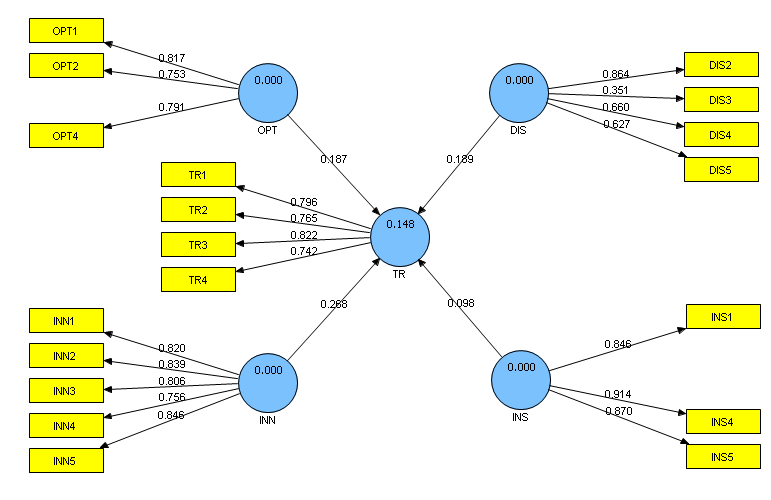 OPT1
OPT2
OPT4
0.817
0.753
0.791
0.000
OPT
0.187
DIS2
DIS3
DIS4
DIS5
0.864
0.351
0.660
0.627
0.000
DIS
0.189
TR1
TR2
TR3
TR4
0.796
0.765
0.822
0.742
0.148
TR
INN1
INN2
INN3
INN4
INN5
0.820
0.839
0.806
0.756
0.846
0.000
INN
0.268
INS1
INS4
INS5
0.846
0.914
0.870
0.000
INS
0.098